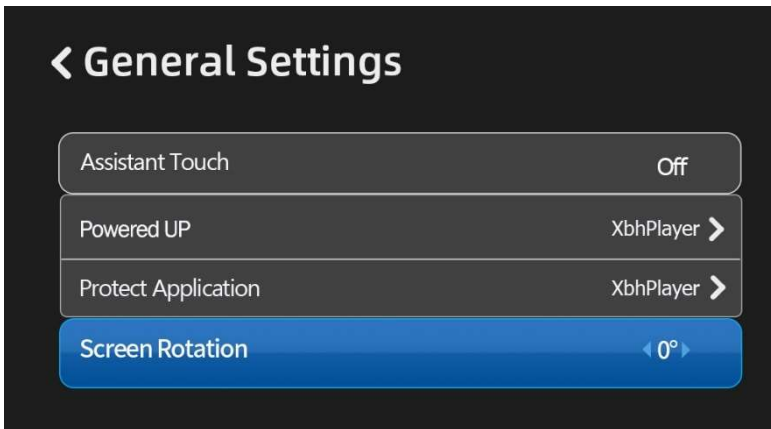 General Settings
Assistant Touch Off
Powered UP XbhPlayer
Protect Application XbhPlayer
Screen Rotation 0°